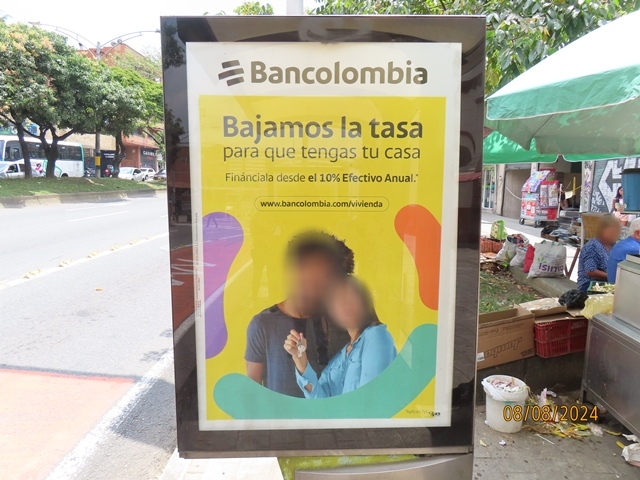 Bancolombia
Bajamos la tasa
para que tengas tu casa
Finánciala desde el 10% Efectivo Anual.*
www.bancolombia.com/vivienda
08/08/2024